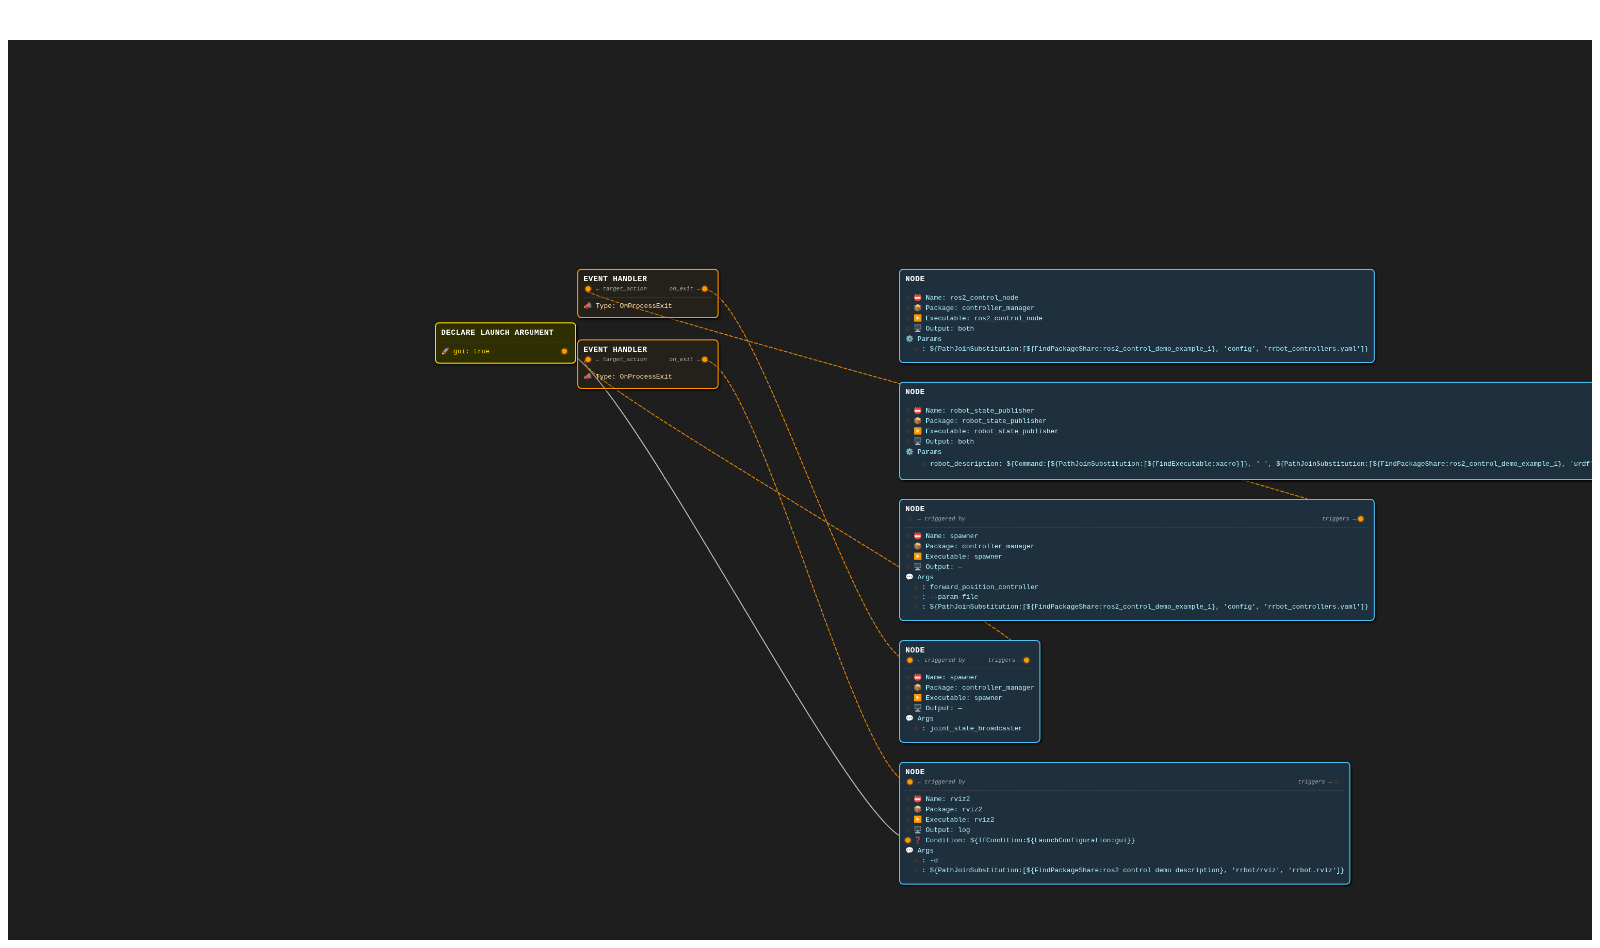 DECLARE LAUNCH ARGUMENT
🚀 gui: true
EVENT HANDLER
← target_action on_exit →
📣 Type: OnProcessExit
EVENT HANDLER
← target_action on_exit →
📣 Type: OnProcessExit
NODE
📛 Name: ros2_control_node
📦 Package: controller_manager
▶️ Executable: ros2_control_node
🖥️ Output: both
⚙️ Params
: ${PathJoinSubstitution:[${FindPackageShare:ros2_control_demo_example_1}, 'config', 'rrbot_controllers.yaml']}
NODE
📛 Name: robot_state_publisher
📦 Package: robot_state_publisher
▶️ Executable: robot_state_publisher
🖥️ Output: both
⚙️ Params
robot_description: ${Command:[${PathJoinSubstitution:[${FindExecutable:xacro}]}, ' ', ${PathJoinSubstitution:[${FindPackageShare:ros2_control_demo_example_1}, 'urdf'
NODE
← triggered by triggers →
📛 Name: spawner
📦 Package: controller_manager
▶️ Executable: spawner
🖥️ Output: —
💬 Args
: forward_position_controller
: --param-file
: ${PathJoinSubstitution:[${FindPackageShare:ros2_control_demo_example_1}, 'config', 'rrbot_controllers.yaml']}
NODE
← triggered by triggers →
📛 Name: spawner
📦 Package: controller_manager
▶️ Executable: spawner
🖥️ Output: —
💬 Args
: joint_state_broadcaster
NODE
← triggered by triggers →
📛 Name: rviz2
📦 Package: rviz2
▶️ Executable: rviz2
🖥️ Output: log
❓ Condition: ${IfCondition:${LaunchConfiguration:gui}}
💬 Args
: -d
: ${PathJoinSubstitution:[${FindPackageShare:ros2_control_demo_description}, 'rrbot/rviz', 'rrbot.rviz']}